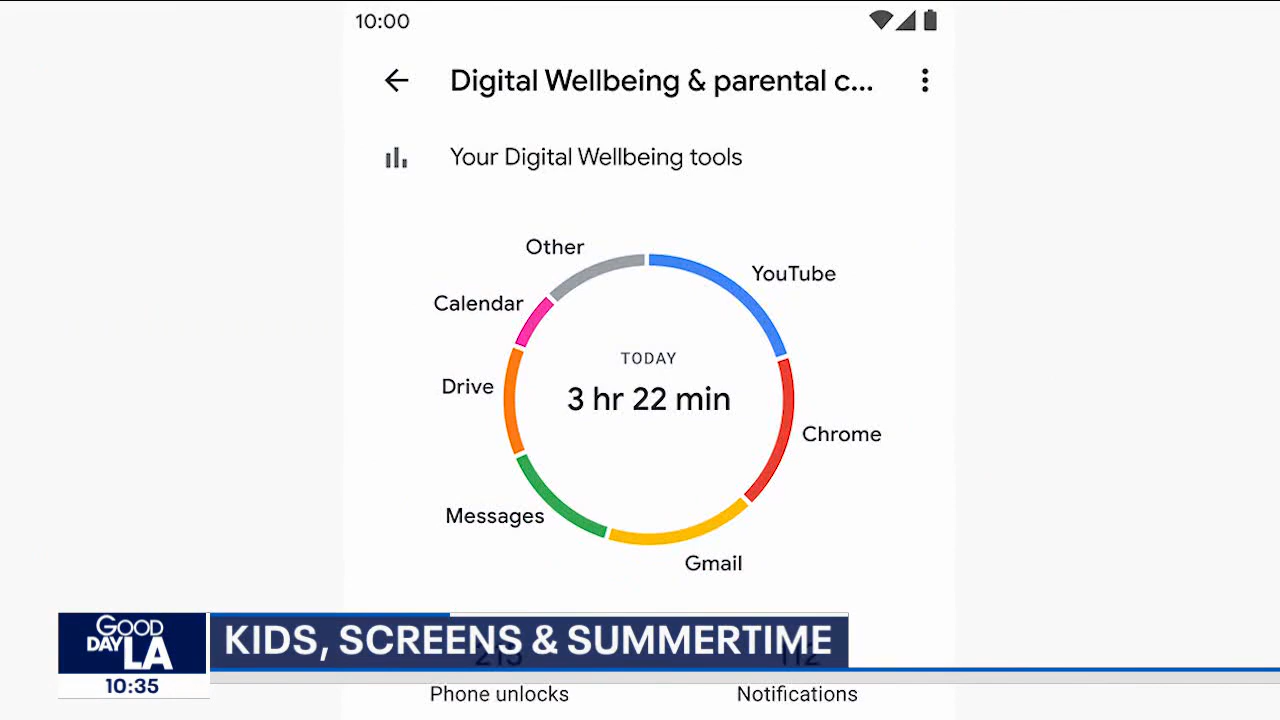 10:00
Digital Wellbeing & parental c...
Your Digital Wellbeing tools
Other
YouTube
Calendar
TODAY
Drive
3 hr 22 min
Chrome
Messages
Gmail
GOOD
DAY LA
KIDS, SCREENS & SUMMERTIME
10:35
Phone unlocks
Notifications